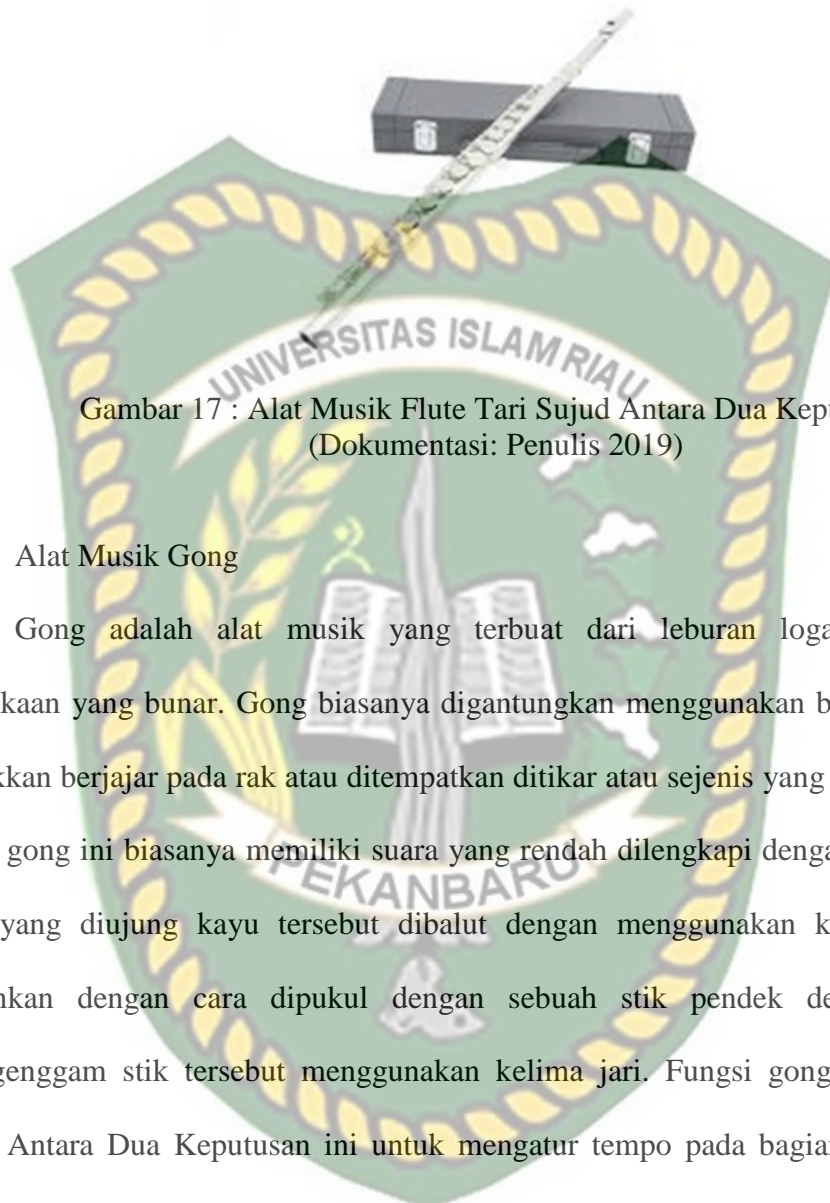 UNIVERSITAS ISLAM RIAU
Gambar 17 : Alat Musik Flute Tari Sujud Antara Dua Kepu
(Dokumentasi: Penulis 2019)
Alat Musik Gong
Gong adalah alat musik yang terbuat dari leburan loga
kaan yang bunar. Gong biasanya digantungkan menggunakan b
kkan berjajar pada rak atau ditempatkan ditikar atau sejenis yang
gong ini biasanya memiliki suara yang rendah dilengkapi denga
yang diujung kayu tersebut dibalut dengan menggunakan k
nkan dengan cara dipukul dengan sebuah stik pendek de
genggam stik tersebut menggunakan kelima jari. Fungsi gong
Antara Dua Keputusan ini untuk mengatur tempo pada bagian
PEKANBARU